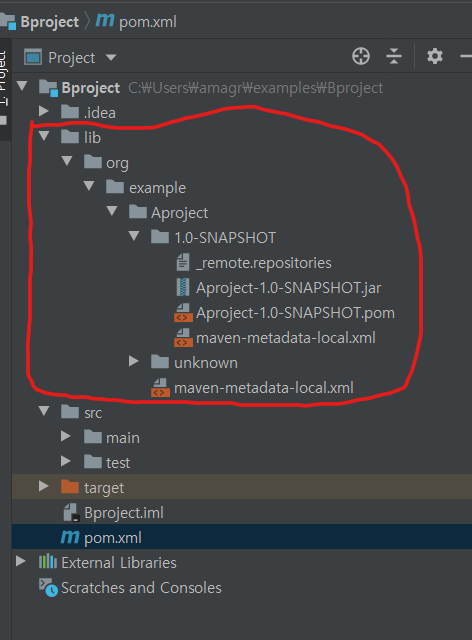 Bproject pom.xml
Project
1: Project
Bproject C:₩Users₩amagr₩examples₩Bproject
.idea
lib
org
example
Aproject
1.0-SNAPSHOT
_remote.repositories
Aproject-1.0-SNAPSHOT.jar
Aproject-1.0-SNAPSHOT.pom
maven-metadata-local.xml
unknown
maven-metadata-local.xml
src
main
test
target
Bproject.iml
pom.xml
External Libraries
Scratches and Consoles